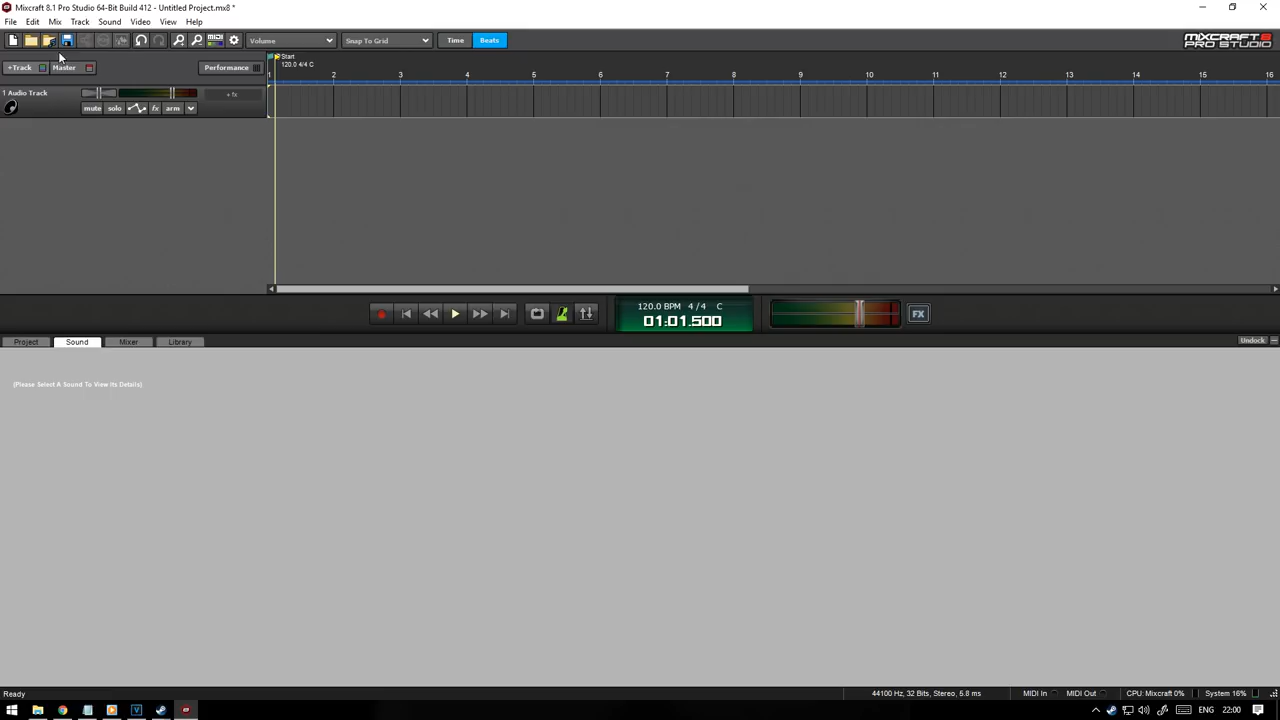 Mixcraft 8.1 Pro Studio 64-Bit Build 412 - Untitled Project.mx8 *
File Edit Mix Track Sound Video View Help
Volume Snap To Grid Time Beats
MIXCRAFT 8
PRO STUDIO
+Track Master Performance
Start
120.0 4/4 C
1 2 3 4 5 6 7 8 9 10 11 12 13 14 15 16
1 Audio Track
+ fx
mute solo fx arm
120.0 BPM 4/4 C
01:01.500
FX
Project Sound Mixer Library Undock
(Please Select A Sound To View Its Details)
Ready 44100 Hz, 32 Bits, Stereo, 5.8 ms MIDI In MIDI Out CPU: Mixcraft 0% System 16%
ENG 22:00